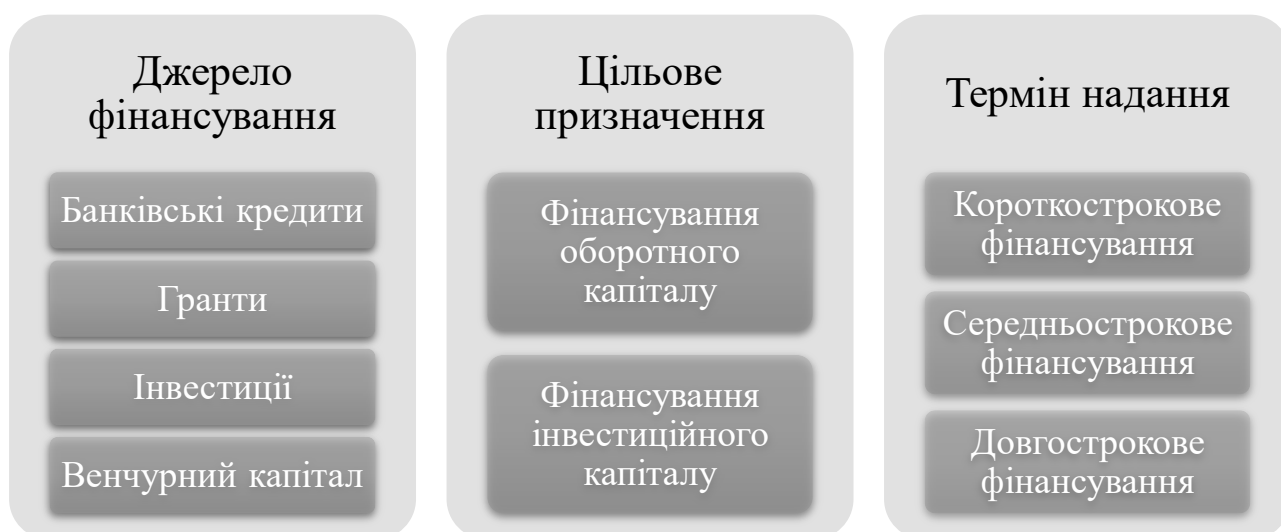 Джерело
фінансування
Банківські кредити
Гранти
Інвестиції
Венчурний капітал
Цільове
призначення
Фінансування
оборотного
капіталу
Фінансування
інвестиційного
капіталу
Термін надання
Короткострокове
фінансування
Середньострокове
фінансування
Довгострокове
фінансування